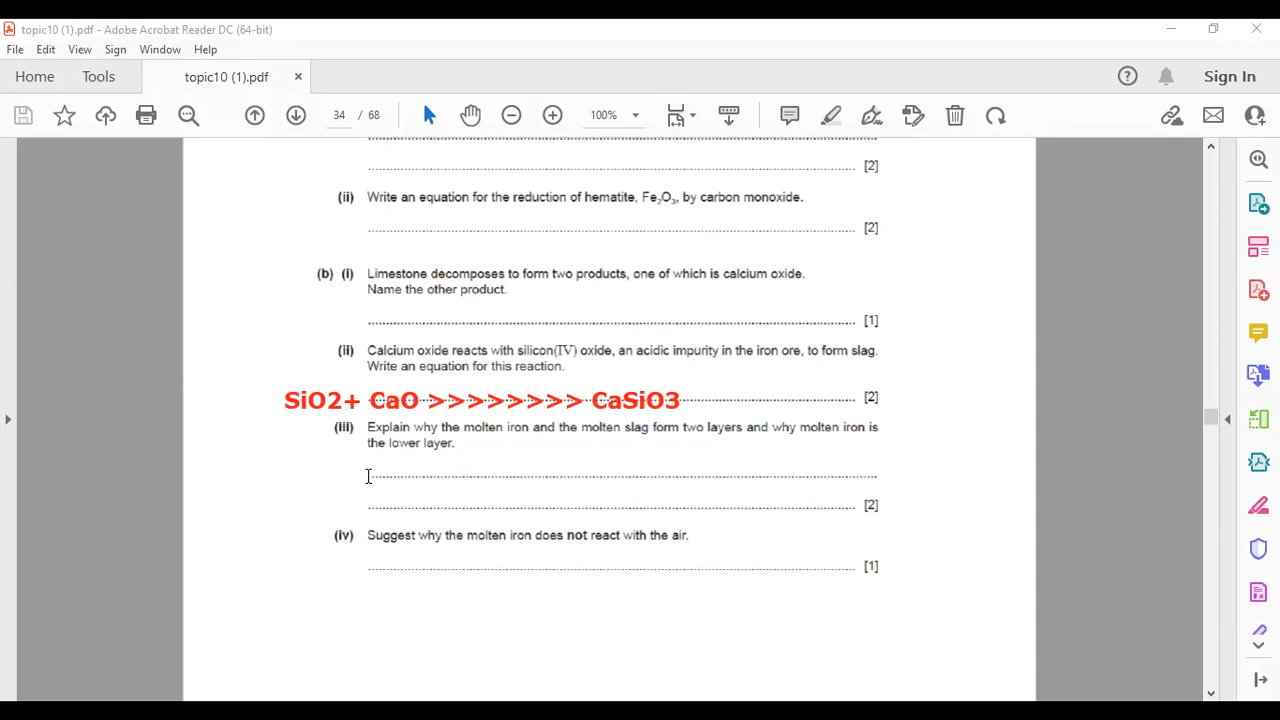 topic10 (1).pdf - Adobe Acrobat Reader DC (64-bit)
File Edit View Sign Window Help
Home Tools topic10 (1).pdf × Sign In
34 / 68 100%
[2]
(ii) Write an equation for the reduction of hematite, Fe₂O₃, by carbon monoxide.
[2]
(b) (i) Limestone decomposes to form two products, one of which is calcium oxide.
Name the other product.
[1]
(ii) Calcium oxide reacts with silicon(IV) oxide, an acidic impurity in the iron ore, to form slag.
Write an equation for this reaction.
[2]
SiO2+ CaO >>>>>>>> CaSiO3
(iii) Explain why the molten iron and the molten slag form two layers and why molten iron is
the lower layer.
[2]
(iv) Suggest why the molten iron does not react with the air.
[1]